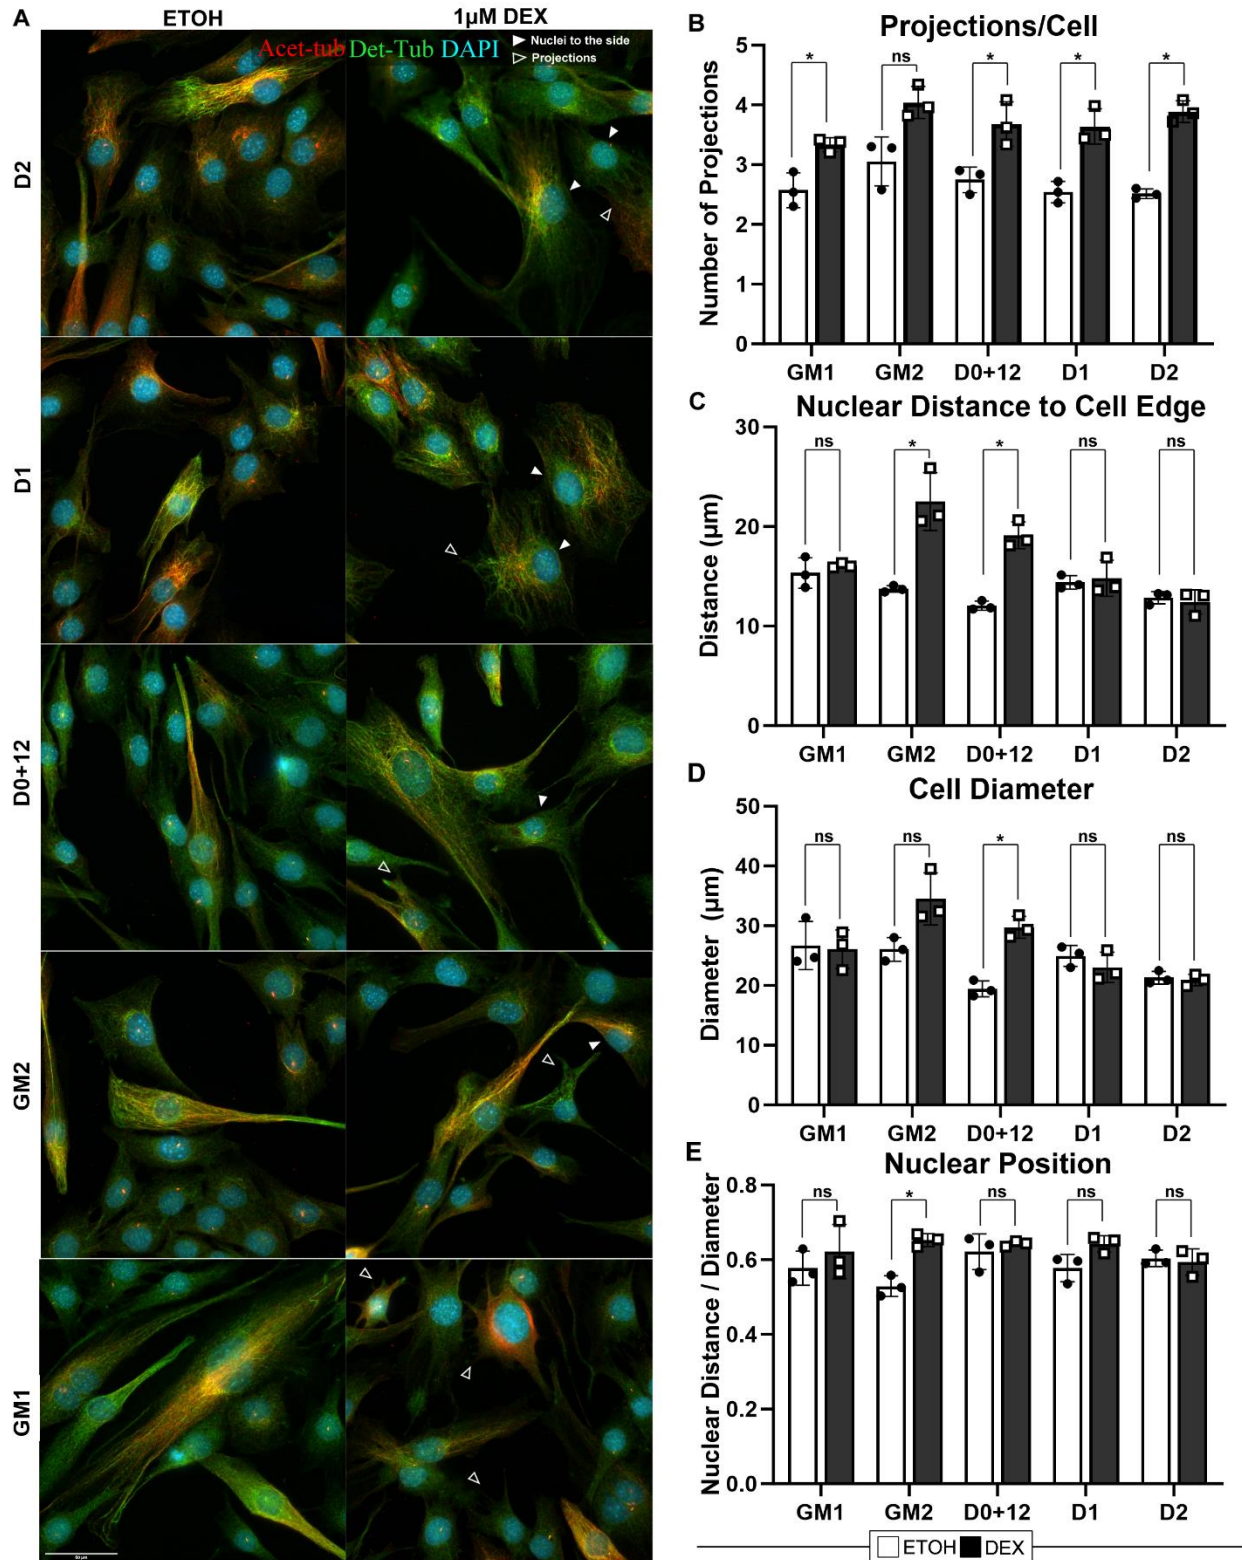 A
ETOH
1µM DEX
Acet-tub Det-Tub DAPI
Nuclei to the side
Projections
D2
D1
D0+12
GM2
GM1
50 µm
B
Projections/Cell
Number of Projections
5
4
3
2
1
0
* ns * * *
GM1 GM2 D0+12 D1 D2
C
Nuclear Distance to Cell Edge
Distance (µm)
30
20
10
0
ns * * ns ns
GM1 GM2 D0+12 D1 D2
D
Cell Diameter
Diameter (µm)
50
40
30
20
10
0
ns ns * ns ns
GM1 GM2 D0+12 D1 D2
E
Nuclear Position
Nuclear Distance / Diameter
0.8
0.6
0.4
0.2
0.0
ns * ns ns ns
GM1 GM2 D0+12 D1 D2
ETOH DEX